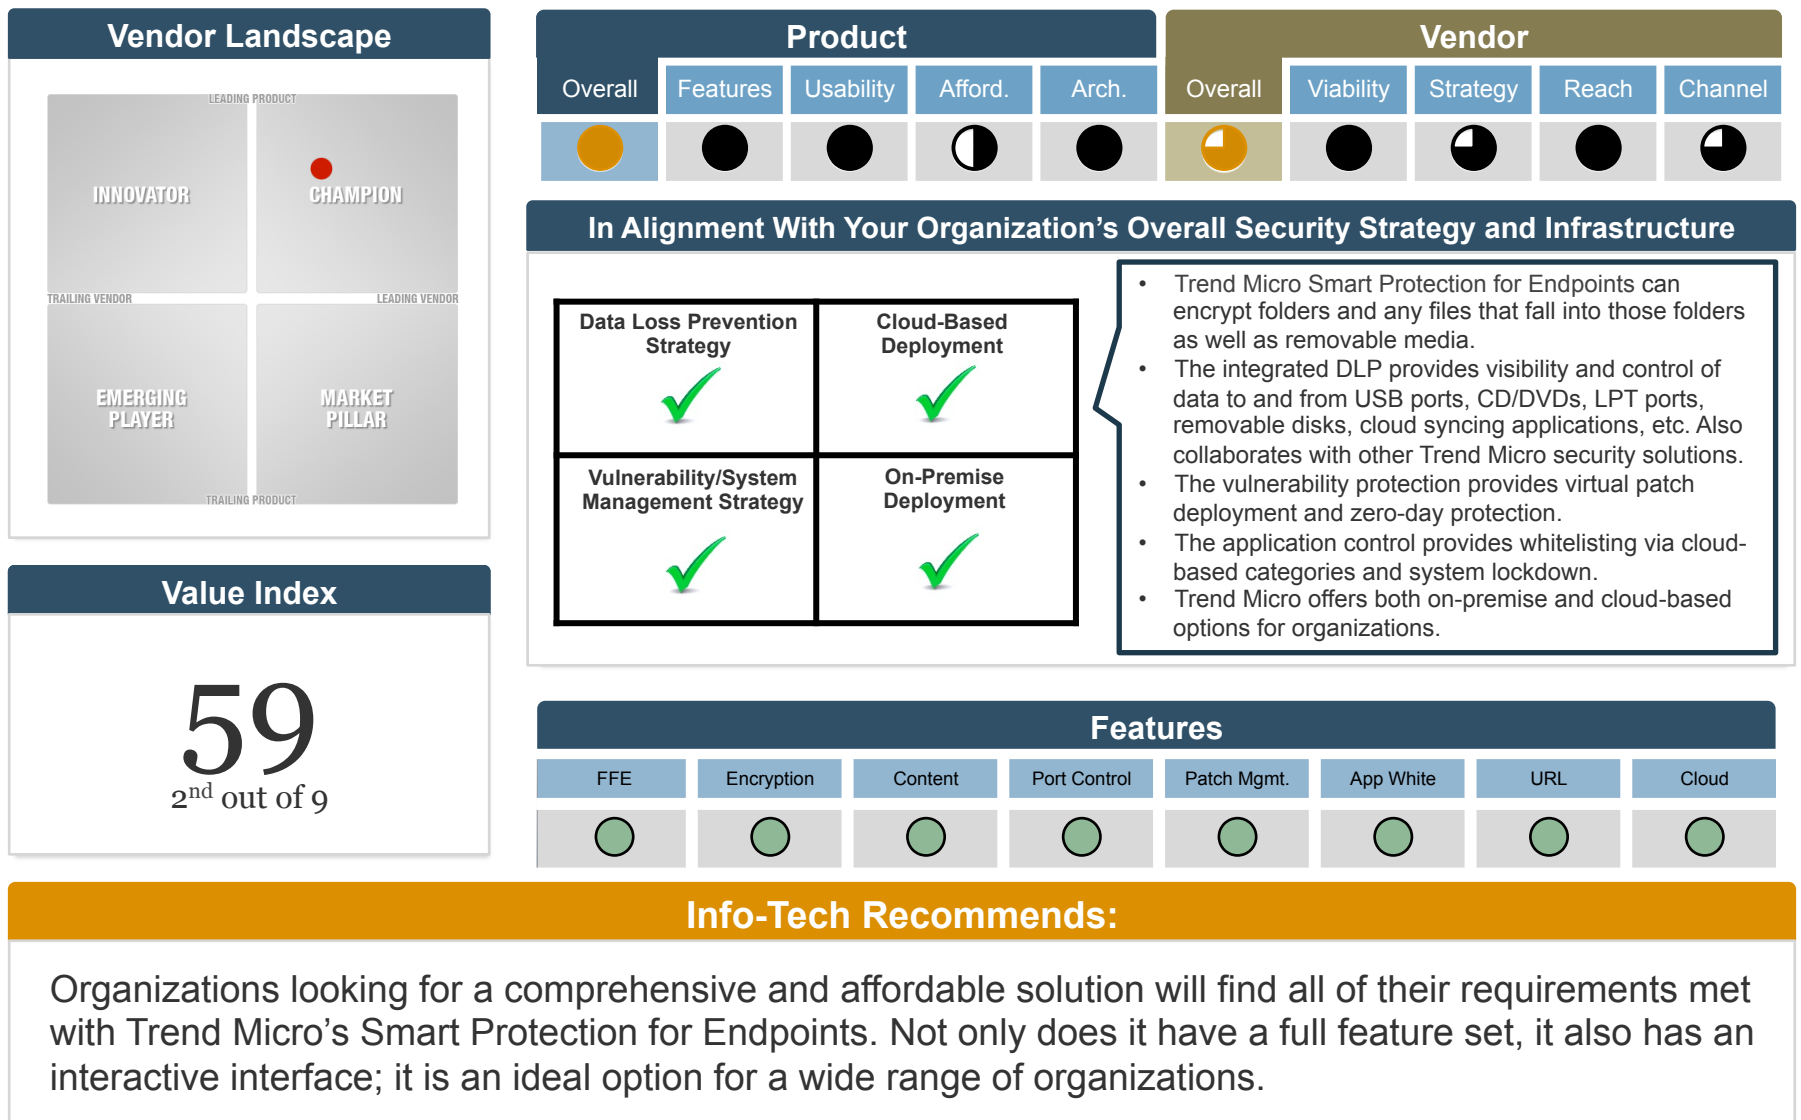 Vendor Landscape
LEADING PRODUCT
INNOVATOR
CHAMPION
TRAILING VENDOR
LEADING VENDOR
EMERGING
PLAYER
MARKET
PILLAR
TRAILING PRODUCT
Value Index
59
2nd out of 9
Product
Vendor
Overall
Features
Usability
Afford.
Arch.
Overall
Viability
Strategy
Reach
Channel
In Alignment With Your Organization’s Overall Security Strategy and Infrastructure
Data Loss Prevention
Strategy
Cloud-Based
Deployment
Vulnerability/System
Management Strategy
On-Premise
Deployment
• Trend Micro Smart Protection for Endpoints can
encrypt folders and any files that fall into those folders
as well as removable media.
• The integrated DLP provides visibility and control of
data to and from USB ports, CD/DVDs, LPT ports,
removable disks, cloud syncing applications, etc. Also
collaborates with other Trend Micro security solutions.
• The vulnerability protection provides virtual patch
deployment and zero-day protection.
• The application control provides whitelisting via cloud-
based categories and system lockdown.
• Trend Micro offers both on-premise and cloud-based
options for organizations.
Features
FFE
Encryption
Content
Port Control
Patch Mgmt.
App White
URL
Cloud
Info-Tech Recommends:
Organizations looking for a comprehensive and affordable solution will find all of their requirements met
with Trend Micro’s Smart Protection for Endpoints. Not only does it have a full feature set, it also has an
interactive interface; it is an ideal option for a wide range of organizations.